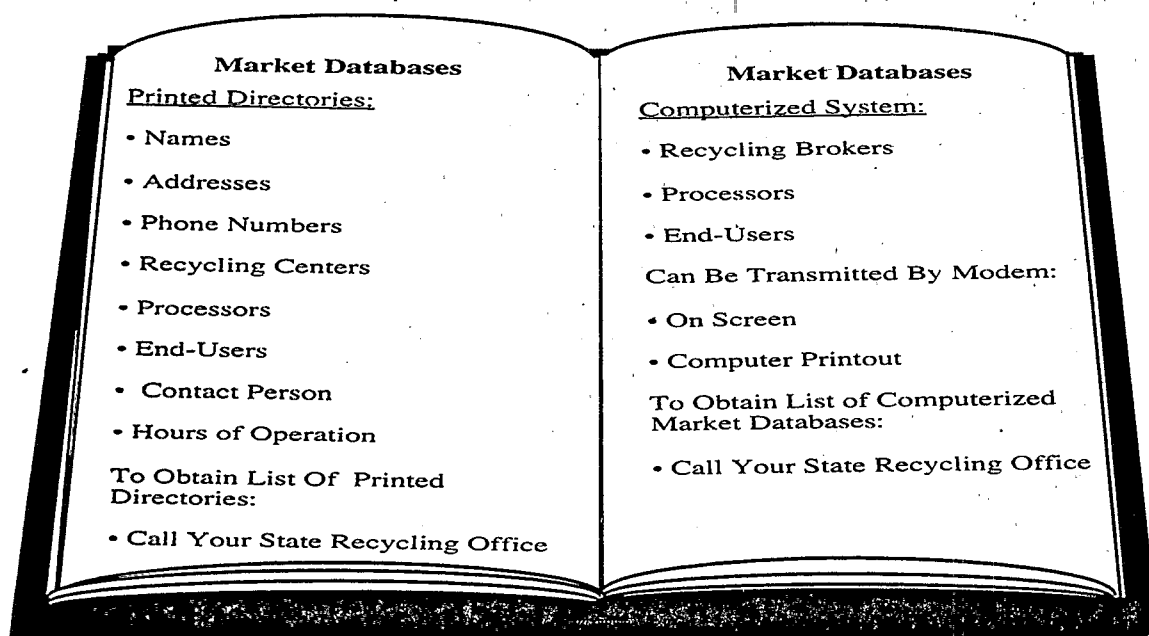 Market Databases
Printed Directories:
• Names
• Addresses
• Phone Numbers
• Recycling Centers
• Processors
• End-Users
• Contact Person
• Hours of Operation
To Obtain List Of Printed
Directories:
• Call Your State Recycling Office
Market Databases
Computerized System:
• Recycling Brokers
• Processors
• End-Users
Can Be Transmitted By Modem:
• On Screen
• Computer Printout
To Obtain List of Computerized
Market Databases:
• Call Your State Recycling Office